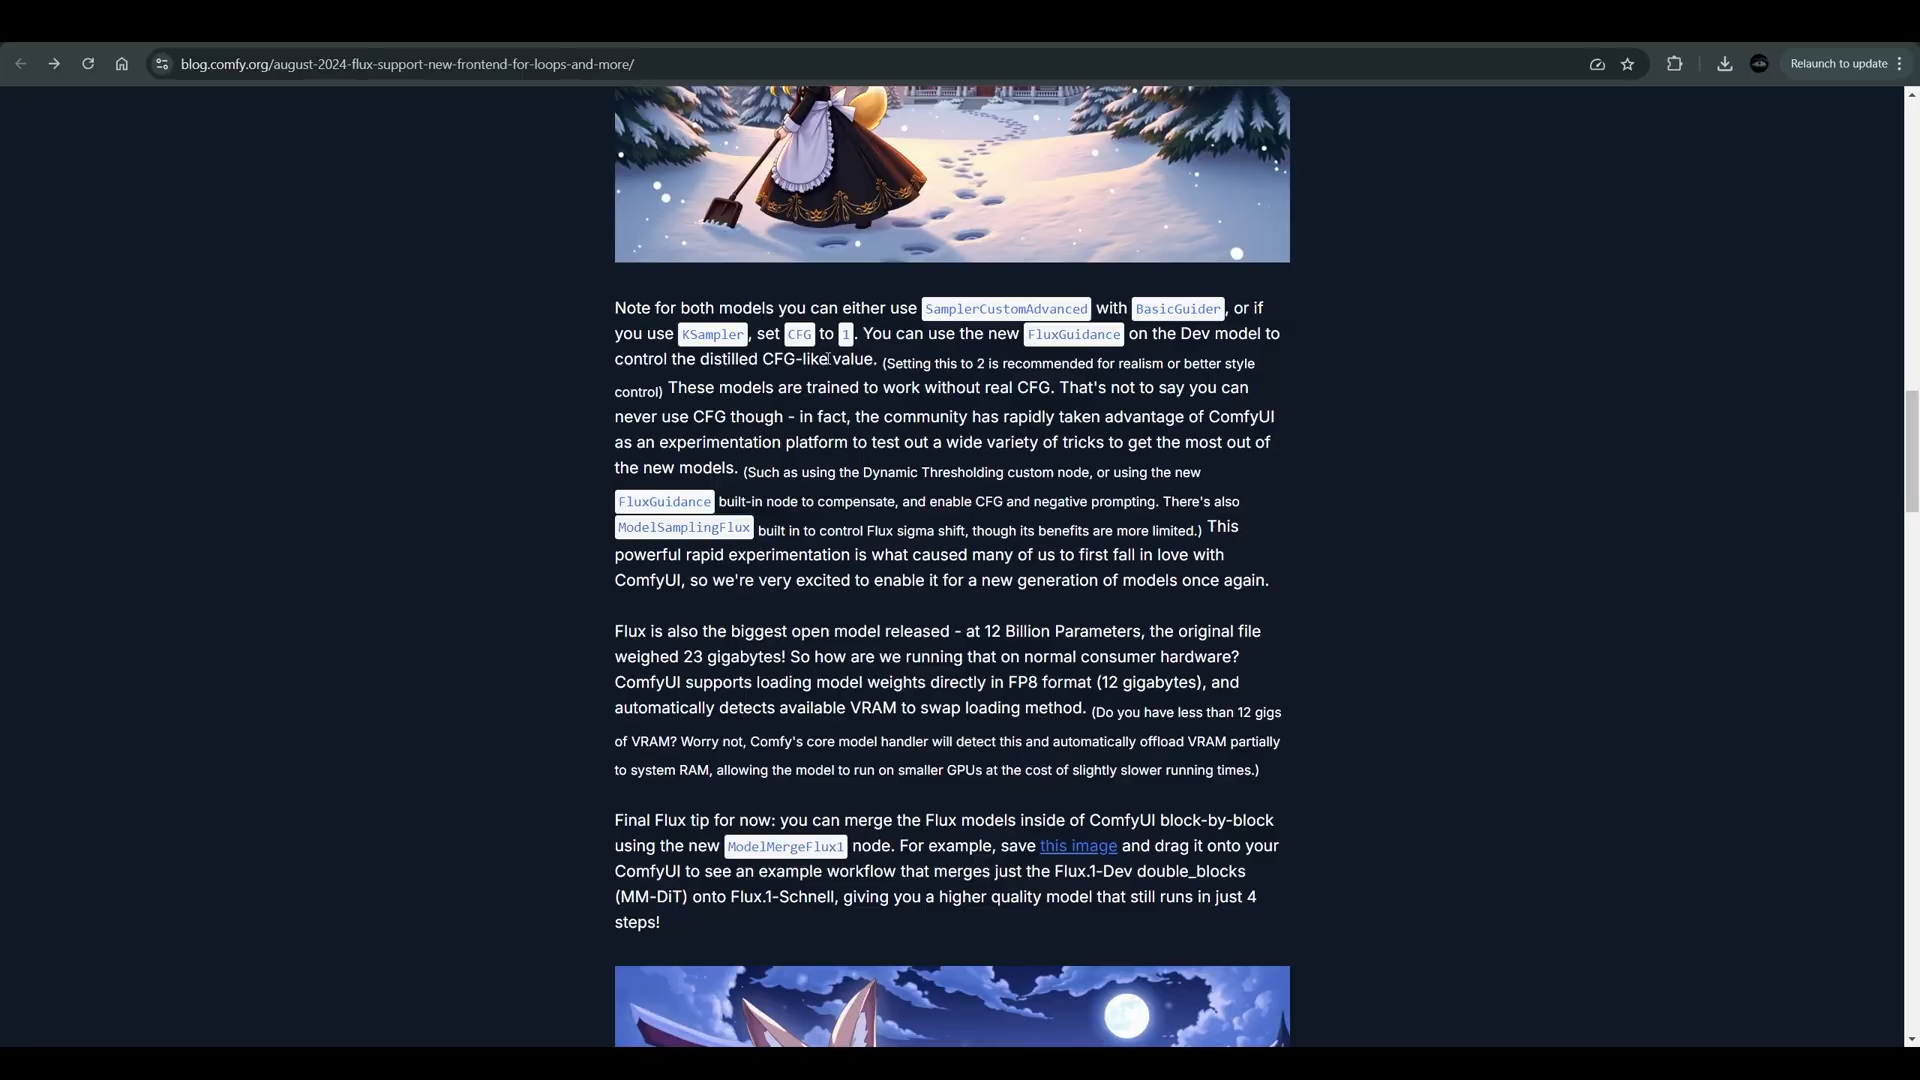 blog.comfy.org/august-2024-flux-support-new-frontend-for-loops-and-more/
Relaunch to update
Note for both models you can either use SamplerCustomAdvanced with BasicGuider, or if
you use KSampler, set CFG to 1. You can use the new FluxGuidance on the Dev model to
control the distilled CFG-like value. (Setting this to 2 is recommended for realism or better style
control) These models are trained to work without real CFG. That's not to say you can
never use CFG though - in fact, the community has rapidly taken advantage of ComfyUI
as an experimentation platform to test out a wide variety of tricks to get the most out of
the new models. (Such as using the Dynamic Thresholding custom node, or using the new
FluxGuidance built-in node to compensate, and enable CFG and negative prompting. There's also
ModelSamplingFlux built in to control Flux sigma shift, though its benefits are more limited.) This
powerful rapid experimentation is what caused many of us to first fall in love with
ComfyUI, so we're very excited to enable it for a new generation of models once again.
Flux is also the biggest open model released - at 12 Billion Parameters, the original file
weighed 23 gigabytes! So how are we running that on normal consumer hardware?
ComfyUI supports loading model weights directly in FP8 format (12 gigabytes), and
automatically detects available VRAM to swap loading method. (Do you have less than 12 gigs
of VRAM? Worry not, Comfy's core model handler will detect this and automatically offload VRAM partially
to system RAM, allowing the model to run on smaller GPUs at the cost of slightly slower running times.)
Final Flux tip for now: you can merge the Flux models inside of ComfyUI block-by-block
using the new ModelMergeFlux1 node. For example, save this image and drag it onto your
ComfyUI to see an example workflow that merges just the Flux.1-Dev double_blocks
(MM-DiT) onto Flux.1-Schnell, giving you a higher quality model that still runs in just 4
steps!